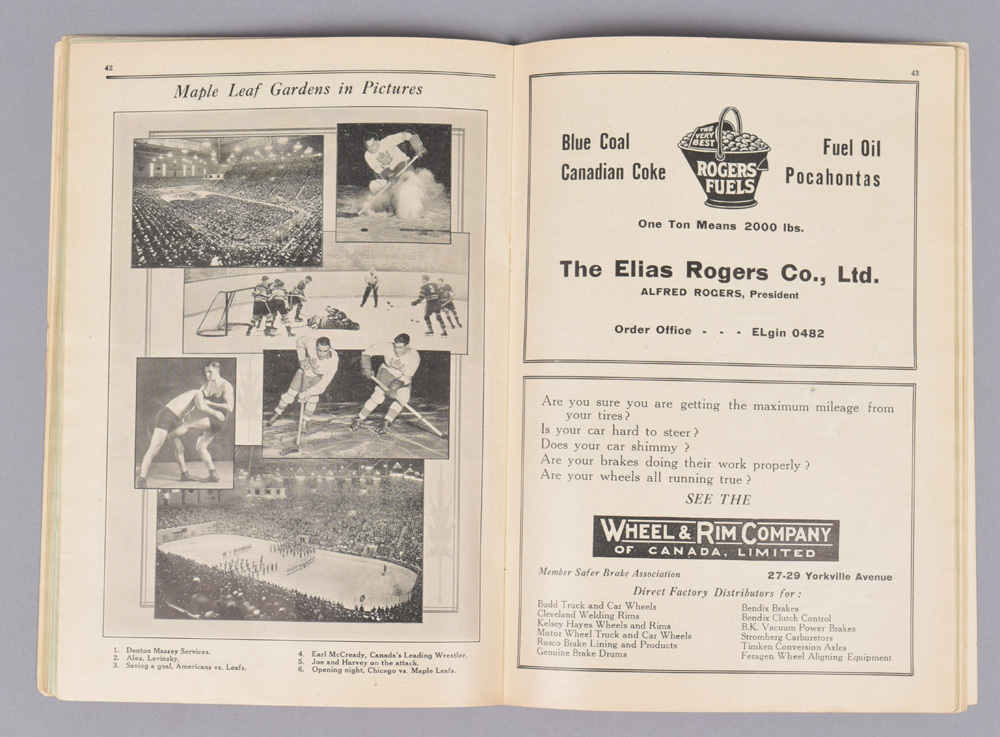 42
Maple Leaf Gardens in Pictures
1. Denton Massey Services.
2. Alex. Levinsky.
3. Saving a goal, Americans vs. Leafs.
4. Earl McCready, Canada's Leading Wrestler.
5. Joe and Harvey on the attack.
6. Opening night, Chicago vs. Maple Leafs.
43
Blue Coal
Canadian Coke
THE
VERY
BEST
ROGERS
FUELS
Fuel Oil
Pocahontas
One Ton Means 2000 lbs.
The Elias Rogers Co., Ltd.
ALFRED ROGERS, President
Order Office - - - ELgin 0482
Are you sure you are getting the maximum mileage from
your tires?
Is your car hard to steer?
Does your car shimmy ?
Are your brakes doing their work properly?
Are your wheels all running true?
SEE THE
WHEEL & RIM COMPANY
OF CANADA, LIMITED
Member Safer Brake Association
27-29 Yorkville Avenue
Direct Factory Distributors for:
Budd Truck and Car Wheels
Cleveland Welding Rims
Kelsey Hayes Wheels and Rims
Motor Wheel Truck and Car Wheels
Rusco Brake Lining and Products
Genuine Brake Drums
Bendix Brakes
Bendix Clutch Control
B.K. Vacuum Power Brakes
Stromberg Carburetors
Timken Conversion Axles
Feragen Wheel Aligning Equipment